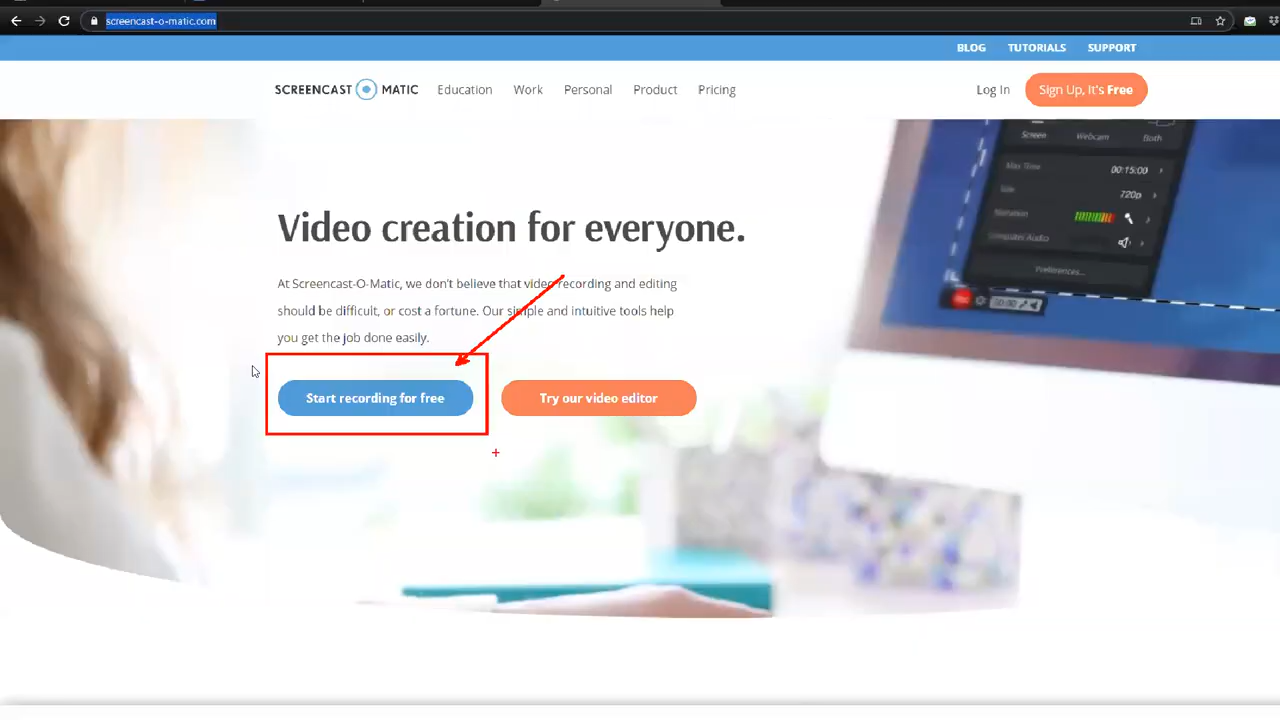 screencast-o-matic.com
BLOG TUTORIALS SUPPORT
SCREENCAST O MATIC Education Work Personal Product Pricing Log In Sign Up, It's Free
Screen Webcam Both
Max Time 00:15:00
Size 720p
Narration
Computer Audio
Preferences...
Rec 00:00
Video creation for everyone.
At Screencast-O-Matic, we don't believe that video recording and editing
should be difficult, or cost a fortune. Our simple and intuitive tools help
you get the job done easily.
Start recording for free Try our video editor